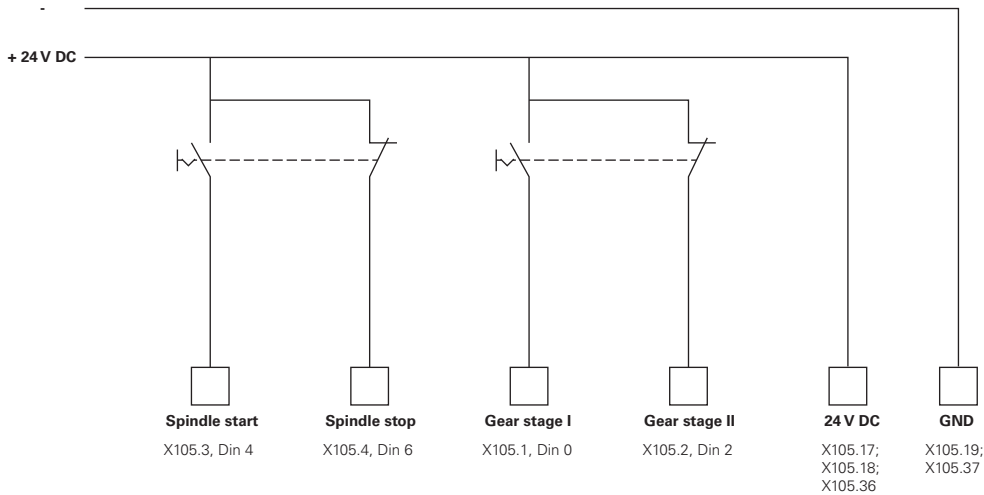 -
+ 24 V DC
Spindle start
X105.3, Din 4
Spindle stop
X105.4, Din 6
Gear stage I
X105.1, Din 0
Gear stage II
X105.2, Din 2
24 V DC
X105.17;
X105.18;
X105.36
GND
X105.19;
X105.37